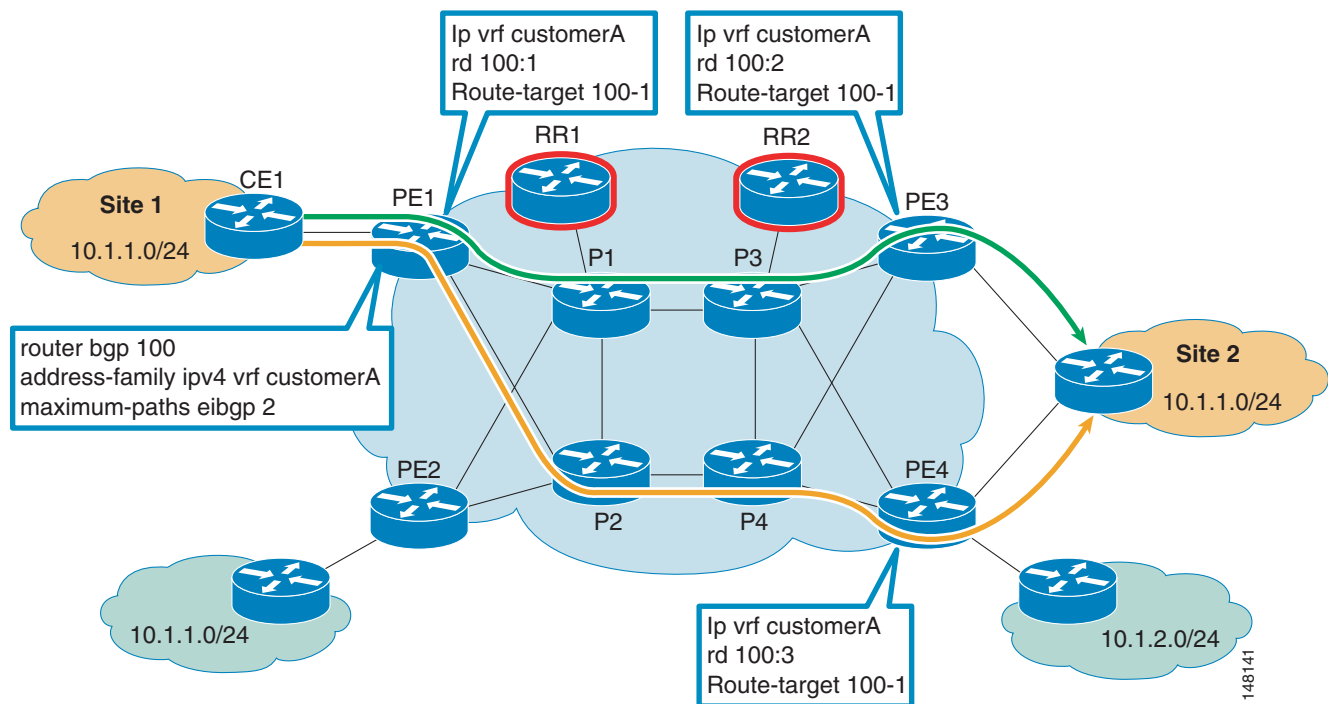 Ip vrf customerA
rd 100:1
Route-target 100-1
Ip vrf customerA
rd 100:2
Route-target 100-1
RR1
RR2
CE1
PE1
PE3
Site 1
10.1.1.0/24
P1
P3
router bgp 100
address-family ipv4 vrf customerA
maximum-paths eibgp 2
Site 2
10.1.1.0/24
PE2
PE4
P2
P4
10.1.1.0/24
Ip vrf customerA
rd 100:3
Route-target 100-1
10.1.2.0/24
148141